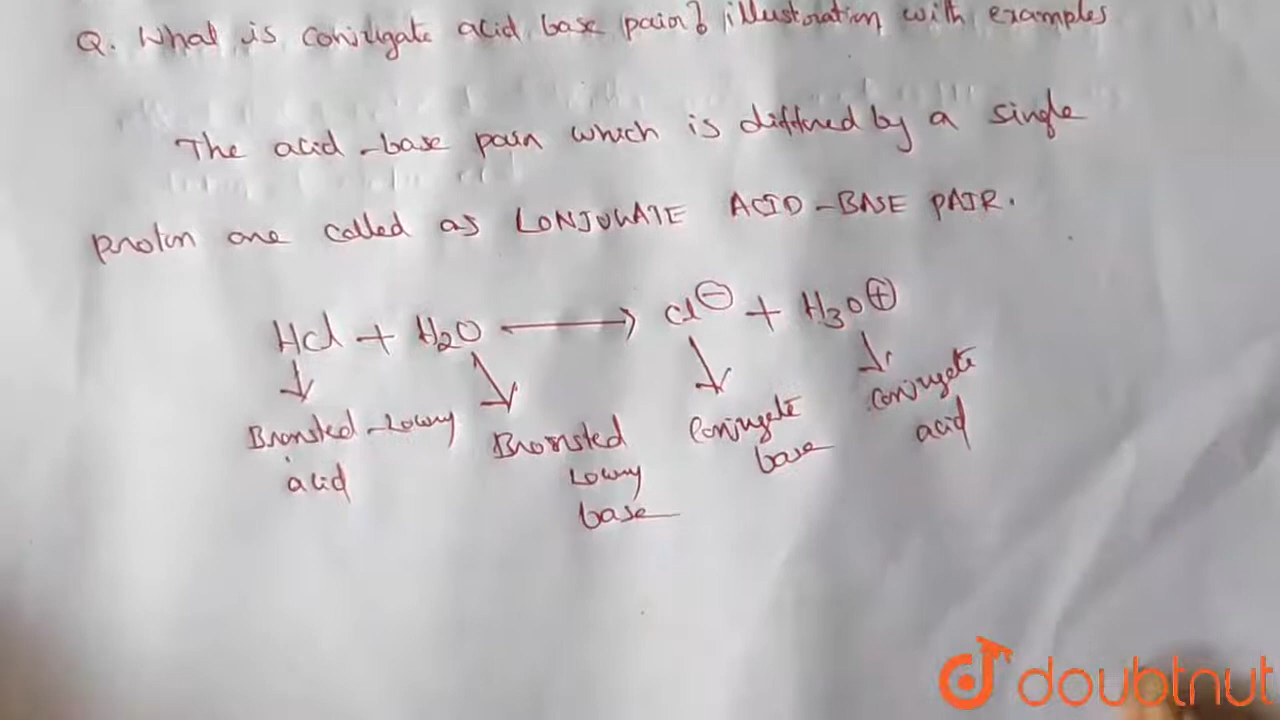 Q. What is conjugate acid base pair? illustration with examples
The acid-base pair which is differed by a single
proton are called as CONJUGATE ACID-BASE PAIR.
HCl + H2O ⟶ Cl⊖ + H3O⊕
Bronsted-Lowry acid
Bronsted Lowry base
Conjugate base
Conjugate acid
doubtnut